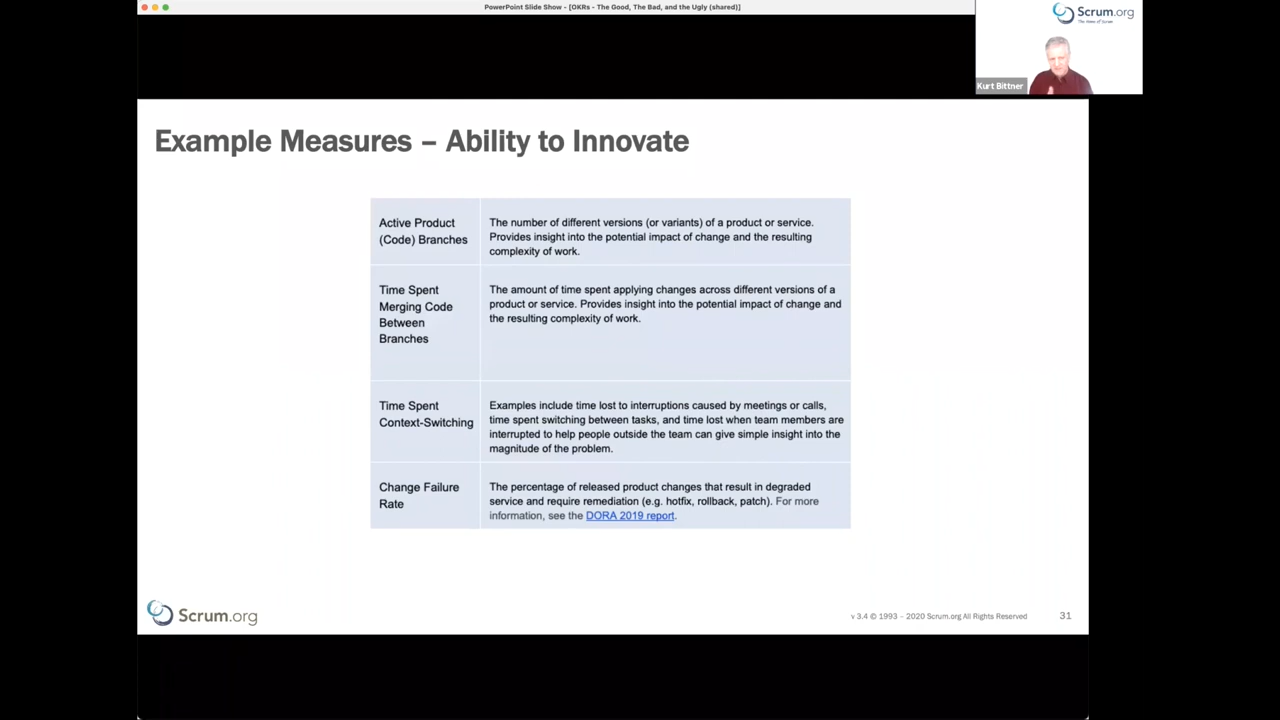 PowerPoint Slide Show - [OKRs - The Good, The Bad, and the Ugly (shared)]
Scrum.org
The Home of Scrum
Kurt Bittner
Example Measures – Ability to Innovate
Active Product
(Code) Branches
The number of different versions (or variants) of a product or service.
Provides insight into the potential impact of change and the resulting
complexity of work.
Time Spent
Merging Code
Between
Branches
The amount of time spent applying changes across different versions of a
product or service. Provides insight into the potential impact of change and
the resulting complexity of work.
Time Spent
Context-Switching
Examples include time lost to interruptions caused by meetings or calls,
time spent switching between tasks, and time lost when team members are
interrupted to help people outside the team can give simple insight into the
magnitude of the problem.
Change Failure
Rate
The percentage of released product changes that result in degraded
service and require remediation (e.g. hotfix, rollback, patch). For more
information, see the DORA 2019 report.
Scrum.org
v 3.4 © 1993 – 2020 Scrum.org All Rights Reserved
31